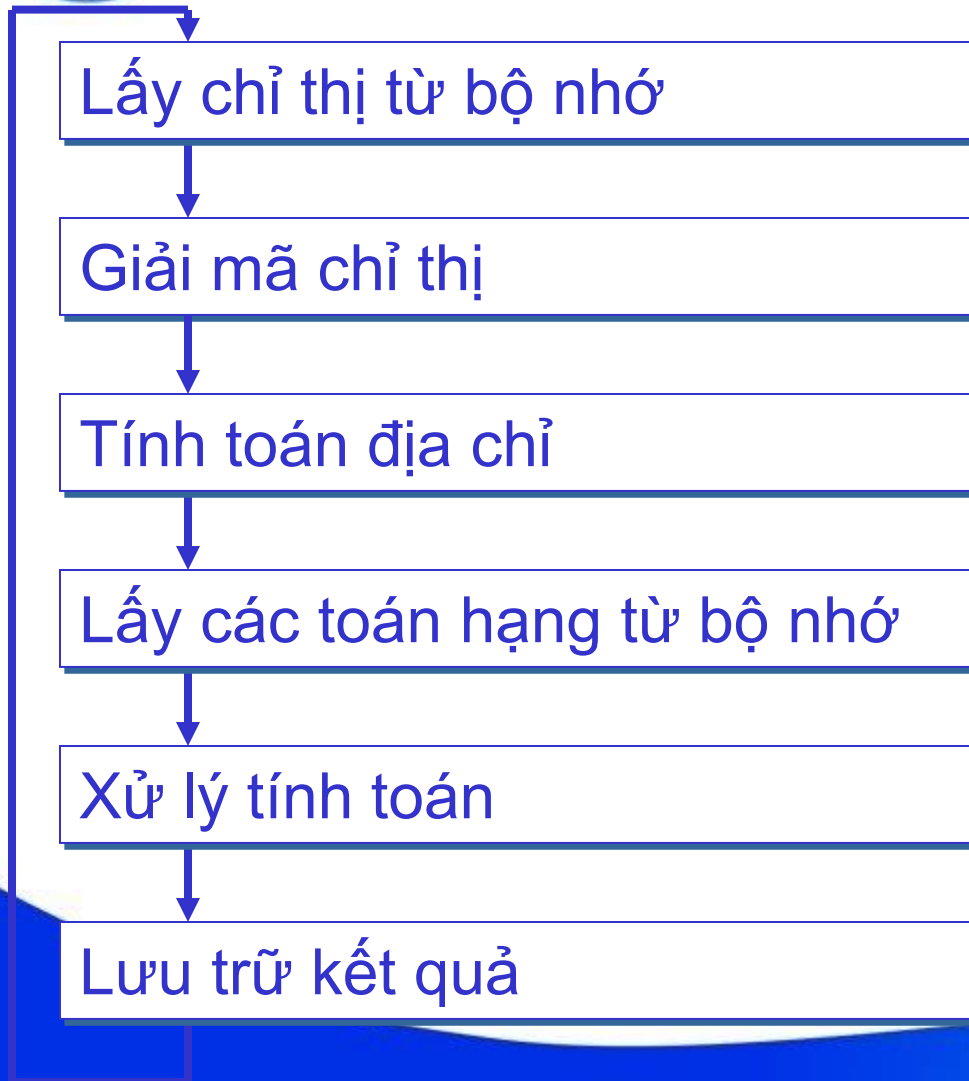 Lấy chỉ thị từ bộ nhớ
Giải mã chỉ thị
Tính toán địa chỉ
Lấy các toán hạng từ bộ nhớ
Xử lý tính toán
Lưu trữ kết quả